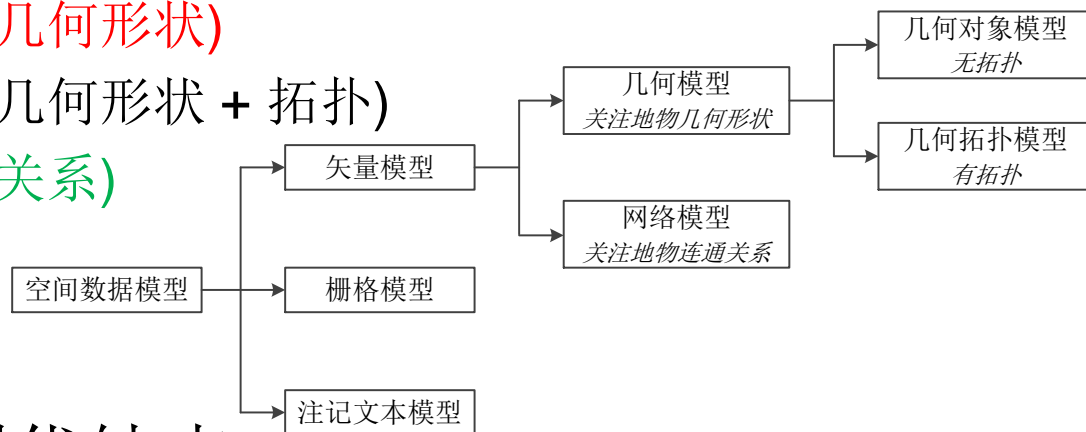 几何形状)
几何形状 + 拓扑)
关系)
空间数据模型
矢量模型
栅格模型
注记文本模型
几何模型
关注地物几何形状
网络模型
关注地物连通关系
几何对象模型
无拓扑
几何拓扑模型
有拓扑